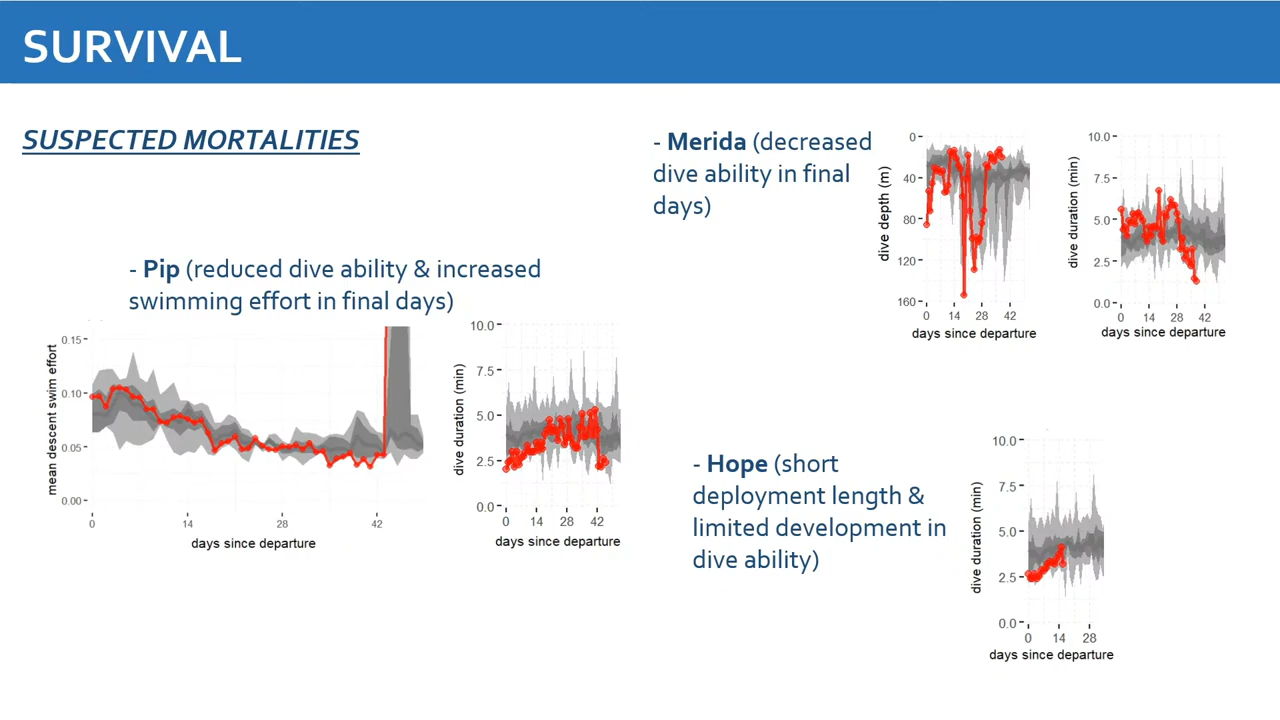 SURVIVAL
SUSPECTED MORTALITIES
- Pip (reduced dive ability & increased
swimming effort in final days)
mean descent swim effort
0.15
0.10
0.05
0.00
0 14 28 42
days since departure
dive duration (min)
10.0
7.5
5.0
2.5
0.0
0 14 28 42
days since departure
- Merida (decreased
dive ability in final
days)
dive depth (m)
0
40
80
120
160
0 14 28 42
days since departure
dive duration (min)
10.0
7.5
5.0
2.5
0.0
0 14 28 42
days since departure
- Hope (short
deployment length &
limited development in
dive ability)
dive duration (min)
10.0
7.5
5.0
2.5
0.0
0 14 28
days since departure